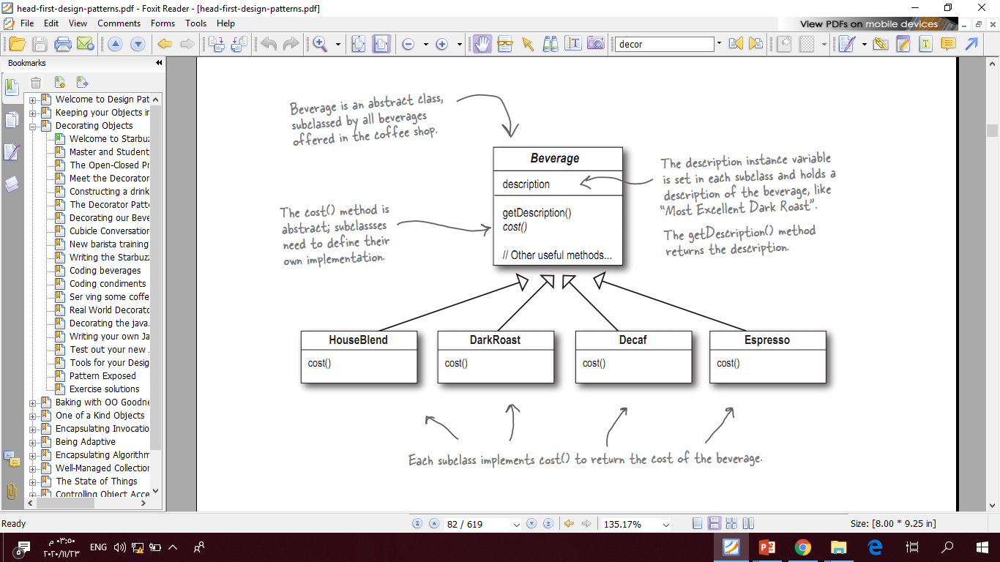 head-first-design-patterns.pdf - Foxit Reader - [head-first-design-patterns.pdf]
File Edit View Comments Forms Tools Help
View PDFs on mobile devices
decor
Bookmarks
Welcome to Design Pat
Keeping your Objects in
Decorating Objects
Welcome to Starbuz
Master and Student
The Open-Closed Pr
Meet the Decorator
Constructing a drink
The Decorator Patte
Decorating our Beve
Cubicle Conversation
New barista training
Writing the Starbuzz
Coding beverages
Coding condiments
Ser ving some coffe
Real World Decorato
Decorating the java.
Writing your own Ja
Test out your new
Tools for your Desig
Pattern Exposed
Exercise solutions
Baking with OO Goodne
One of a Kind Objects
Encapsulating Invocatio
Being Adaptive
Encapsulating Algorithm
Well-Managed Collection
The State of Things
Controlling Object Acce
Beverage is an abstract class,
subclassed by all beverages
offered in the coffee shop.
Beverage
description
getDescription()
cost()
// Other useful methods...
The description instance variable
is set in each subclass and holds a
description of the beverage, like
“Most Excellent Dark Roast”.
The getDescription() method
returns the description.
The cost() method is
abstract; subclassses
need to define their
own implementation.
HouseBlend
cost()
DarkRoast
cost()
Decaf
cost()
Espresso
cost()
Each subclass implements cost() to return the cost of the beverage.
Ready
82 / 619
135.17%
Size: [8.00 * 9.25 in]
٠٣:٥٠ م
٢٠٢٠/١١/٢٣
ENG